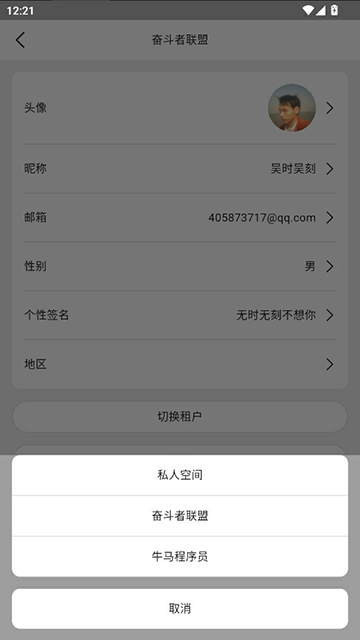 12:21
奋斗者联盟
头像
昵称
吴时吴刻
邮箱
405873717@qq.com
性别
男
个性签名
无时无刻不想你
地区
切换租户
私人空间
奋斗者联盟
牛马程序员
取消